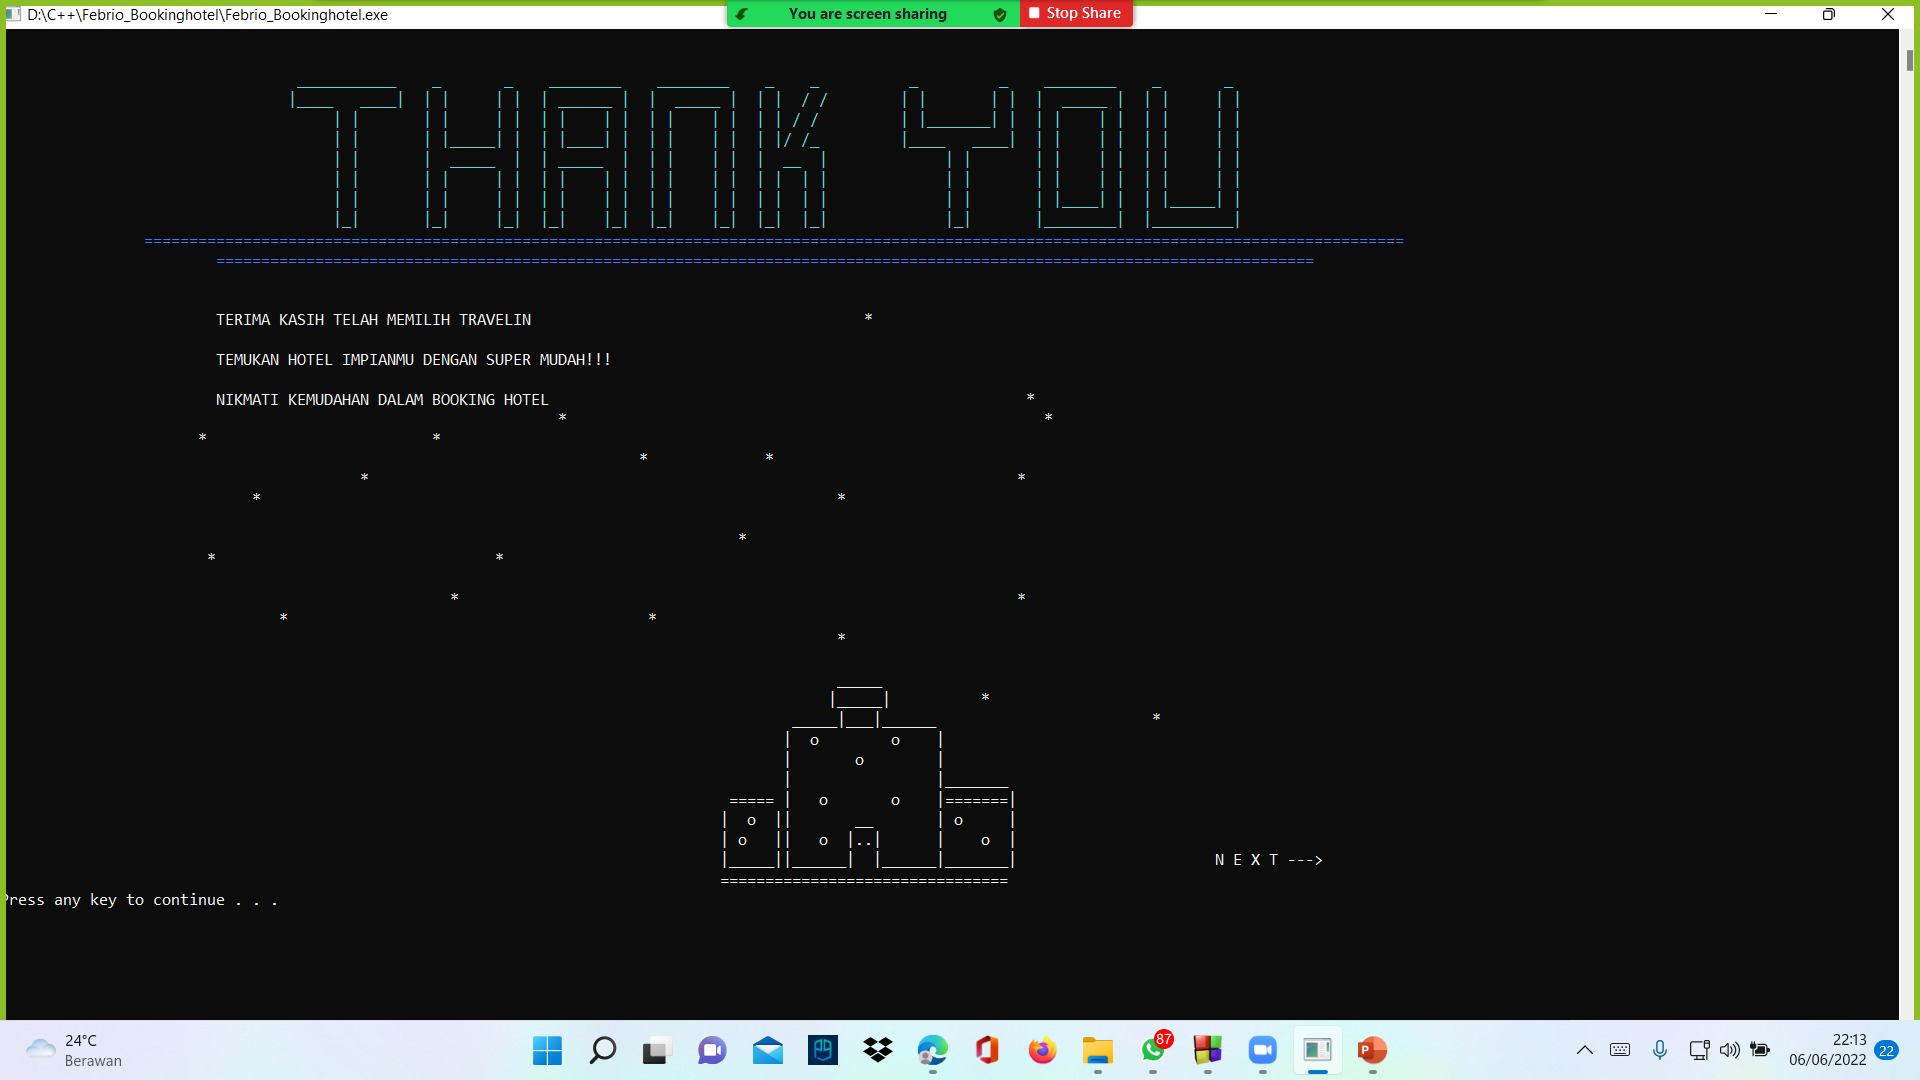 D:\C++\Febrio_Bookinghotel\Febrio_Bookinghotel.exe
You are screen sharing
Stop Share
THANK YOU
TERIMA KASIH TELAH MEMILIH TRAVELIN
TEMUKAN HOTEL IMPIANMU DENGAN SUPER MUDAH!!!
NIKMATI KEMUDAHAN DALAM BOOKING HOTEL
N E X T --->
Press any key to continue . . .
24°C
Berawan
87
22:13
06/06/2022
22